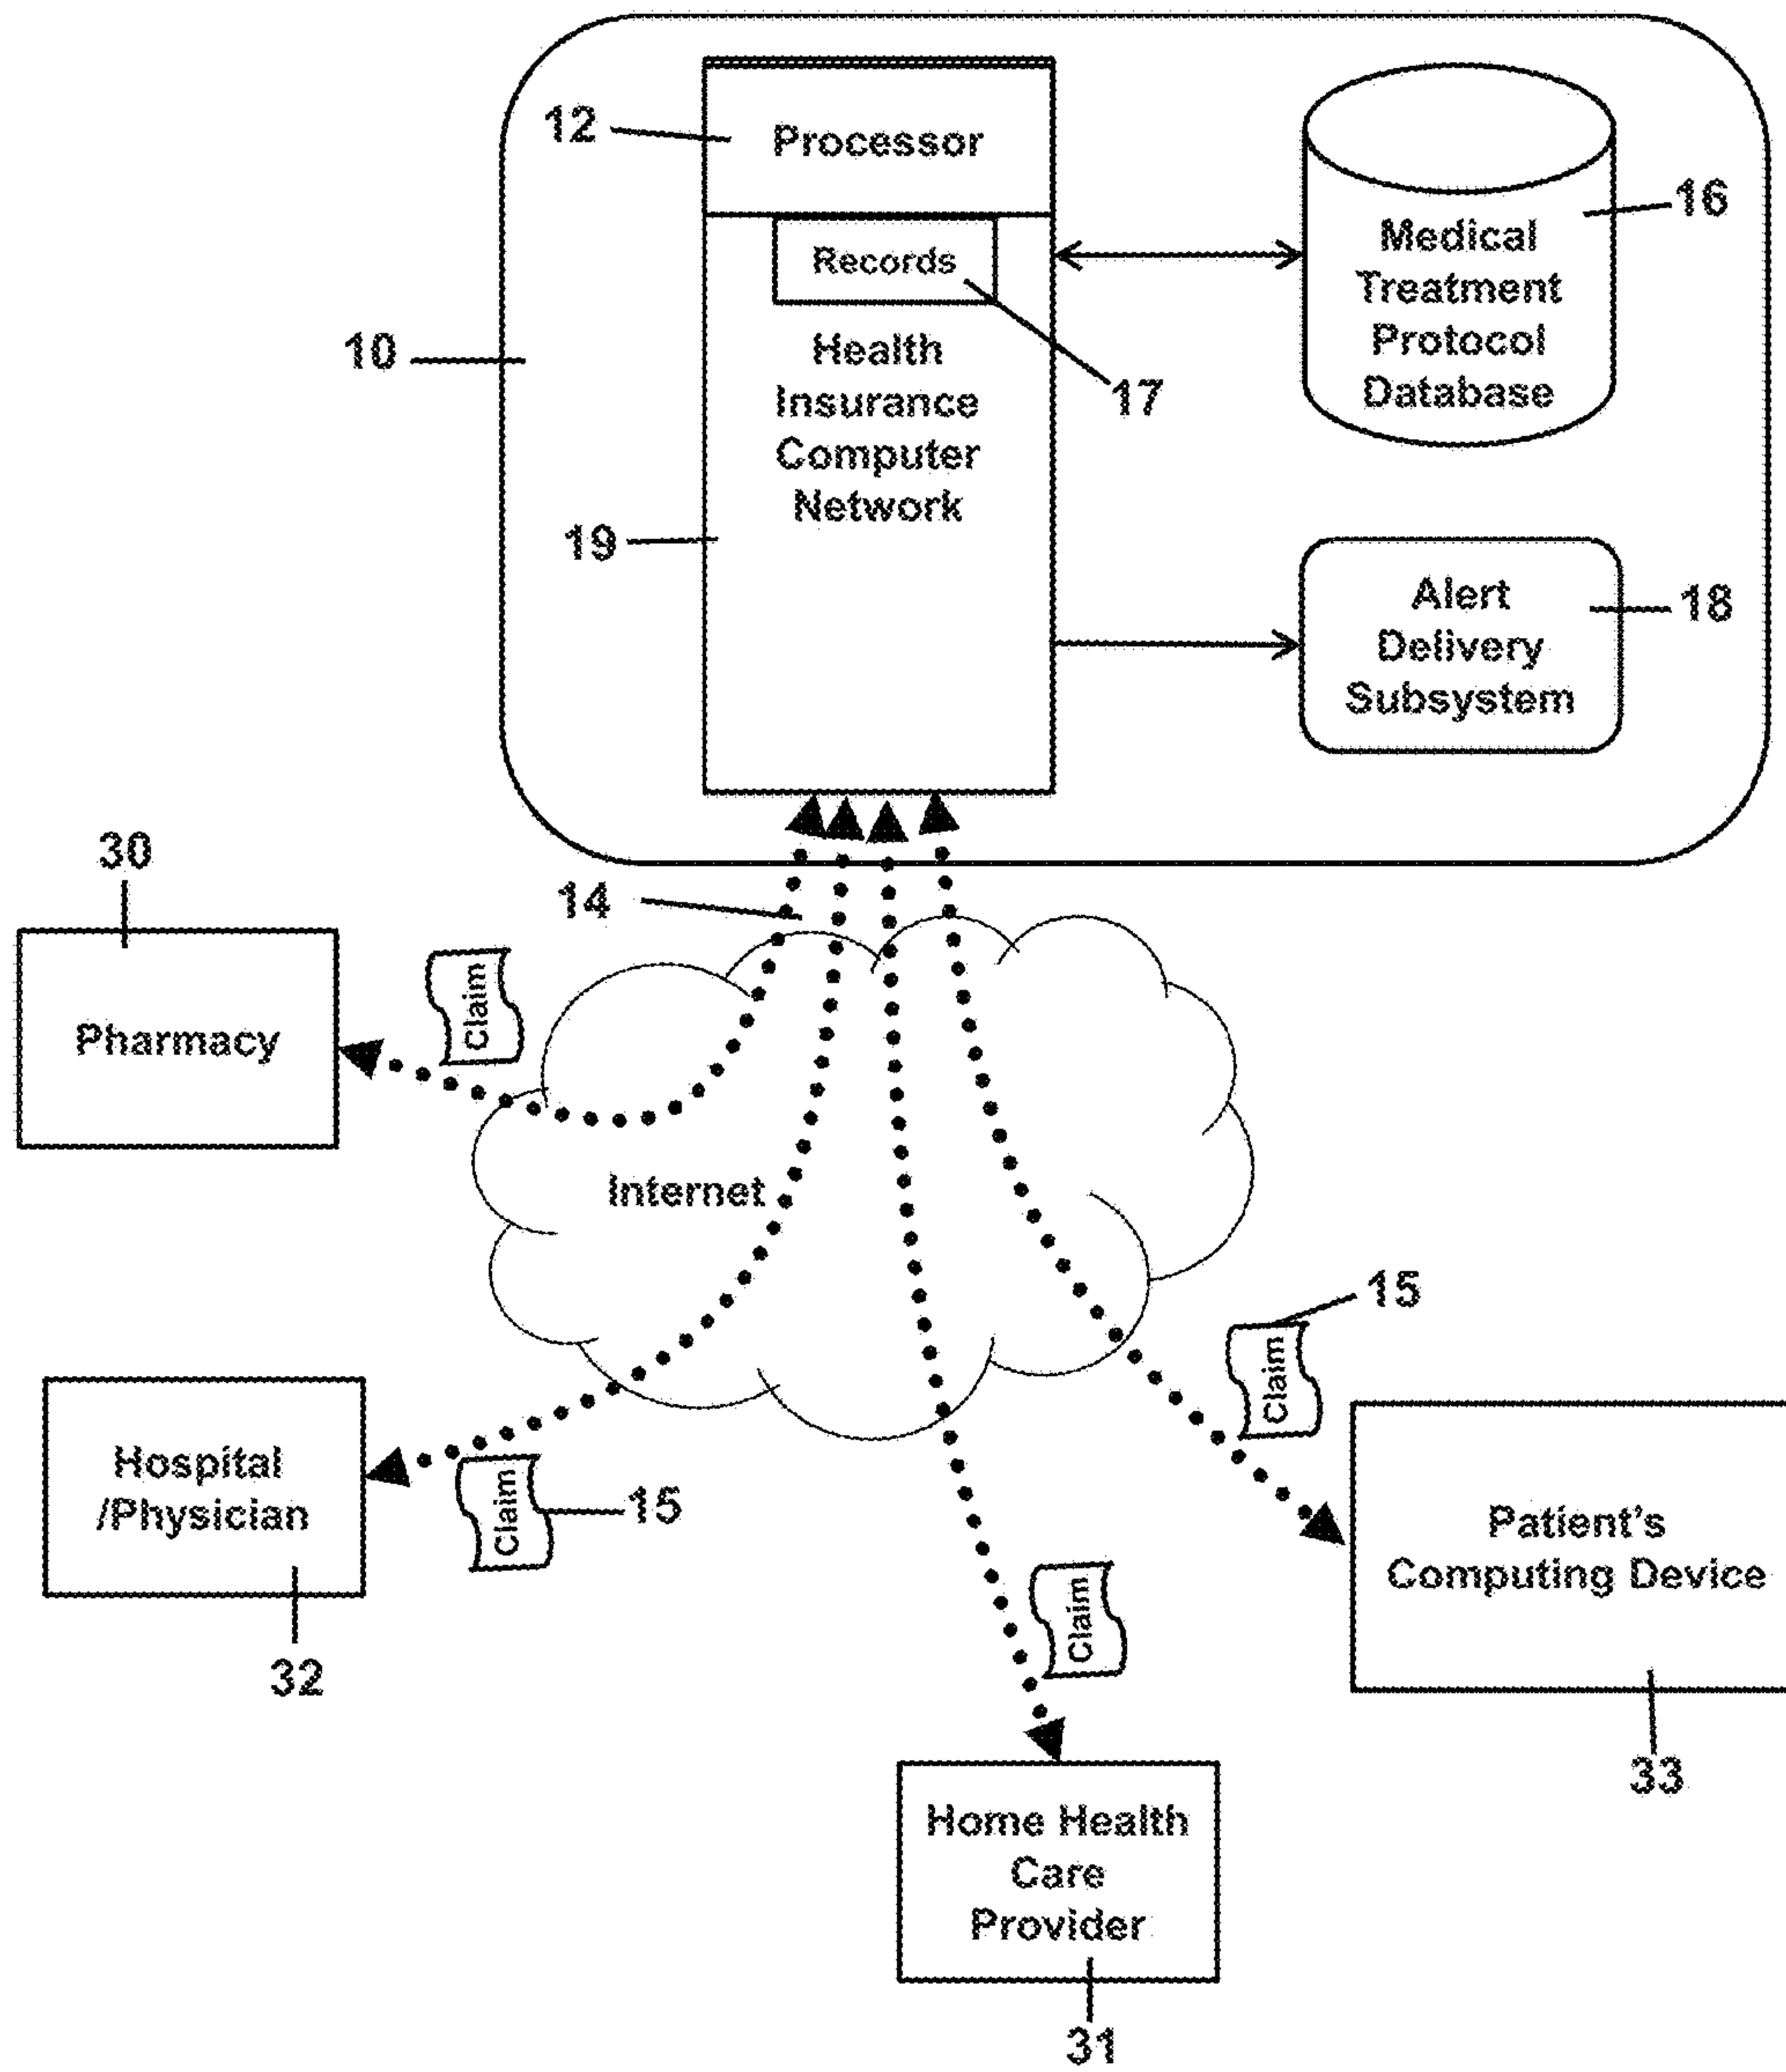 12
Processor
16
Records
Medical
Treatment
Protocol
Database
10
17
Health
Insurance
Computer
Network
19
Alert
Delivery
Subsystem
18
30
14
Pharmacy
Claim
Internet
15
Claim
Hospital
/Physician
Claim
15
32
Patient's
Computing Device
33
Claim
Home Health
Care
Provider
31